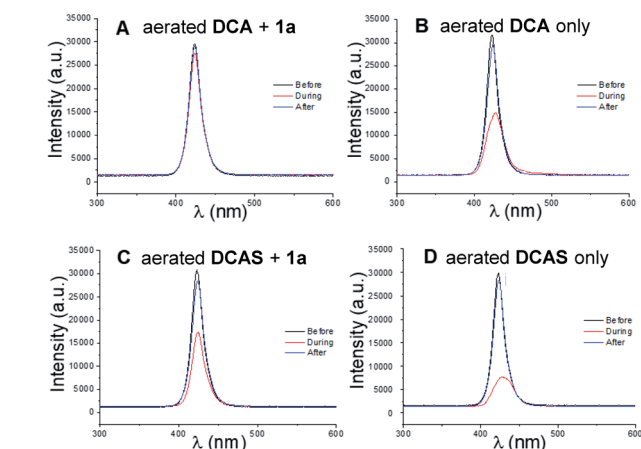 A aerated DCA + 1a
35000
30000
25000
20000
15000
10000
5000
0
Intensity (a.u.)
Before
During
After
300 400 500 600
λ (nm)
B aerated DCA only
35000
30000
25000
20000
15000
10000
5000
0
Intensity (a.u.)
Before
During
After
300 400 500 600
λ (nm)
C aerated DCAS + 1a
35000
30000
25000
20000
15000
10000
5000
0
Intensity (a.u.)
Before
During
After
300 400 500 600
λ (nm)
D aerated DCAS only
35000
30000
25000
20000
15000
10000
5000
0
Intensity (a.u.)
Before
During
After
300 400 500 600
λ (nm)